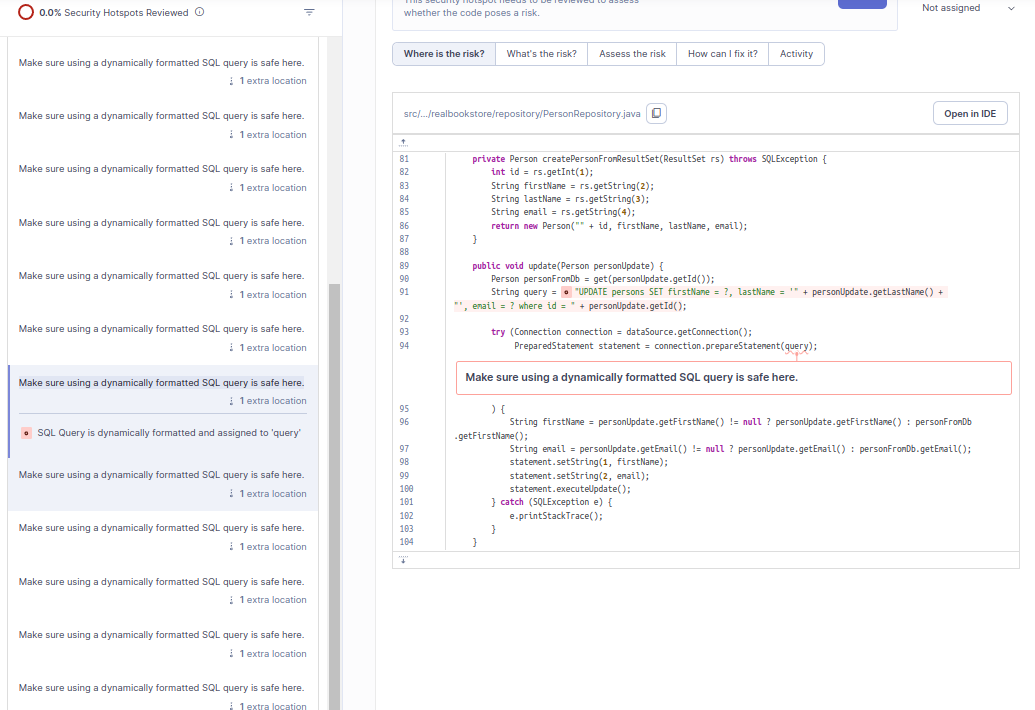 0.0% Security Hotspots Reviewed
Make sure using a dynamically formatted SQL query is safe here.
1 extra location
Make sure using a dynamically formatted SQL query is safe here.
1 extra location
Make sure using a dynamically formatted SQL query is safe here.
1 extra location
Make sure using a dynamically formatted SQL query is safe here.
1 extra location
Make sure using a dynamically formatted SQL query is safe here.
1 extra location
Make sure using a dynamically formatted SQL query is safe here.
1 extra location
Make sure using a dynamically formatted SQL query is safe here.
1 extra location
SQL Query is dynamically formatted and assigned to 'query'
Make sure using a dynamically formatted SQL query is safe here.
1 extra location
Make sure using a dynamically formatted SQL query is safe here.
1 extra location
Make sure using a dynamically formatted SQL query is safe here.
1 extra location
Make sure using a dynamically formatted SQL query is safe here.
1 extra location
Make sure using a dynamically formatted SQL query is safe here.
1 extra location
This security hotspot needs to be reviewed to assess
whether the code poses a risk.
Not assigned
Where is the risk? What's the risk? Assess the risk How can I fix it? Activity
src/.../realbookstore/repository/PersonRepository.java Open in IDE
81 private Person createPersonFromResultSet(ResultSet rs) throws SQLException {
82 int id = rs.getInt(1);
83 String firstName = rs.getString(2);
84 String lastName = rs.getString(3);
85 String email = rs.getString(4);
86 return new Person("" + id, firstName, lastName, email);
87 }
88
89 public void update(Person personUpdate) {
90 Person personFromDb = get(personUpdate.getId());
91 String query = "UPDATE persons SET firstName = ?, lastName = '" + personUpdate.getLastName() +
"', email = ? where id = " + personUpdate.getId();
92
93 try (Connection connection = dataSource.getConnection();
94 PreparedStatement statement = connection.prepareStatement(query);
Make sure using a dynamically formatted SQL query is safe here.
95 ) {
96 String firstName = personUpdate.getFirstName() != null ? personUpdate.getFirstName() : personFromDb
.getFirstName();
97 String email = personUpdate.getEmail() != null ? personUpdate.getEmail() : personFromDb.getEmail();
98 statement.setString(1, firstName);
99 statement.setString(2, email);
100 statement.executeUpdate();
101 } catch (SQLException e) {
102 e.printStackTrace();
103 }
104 }